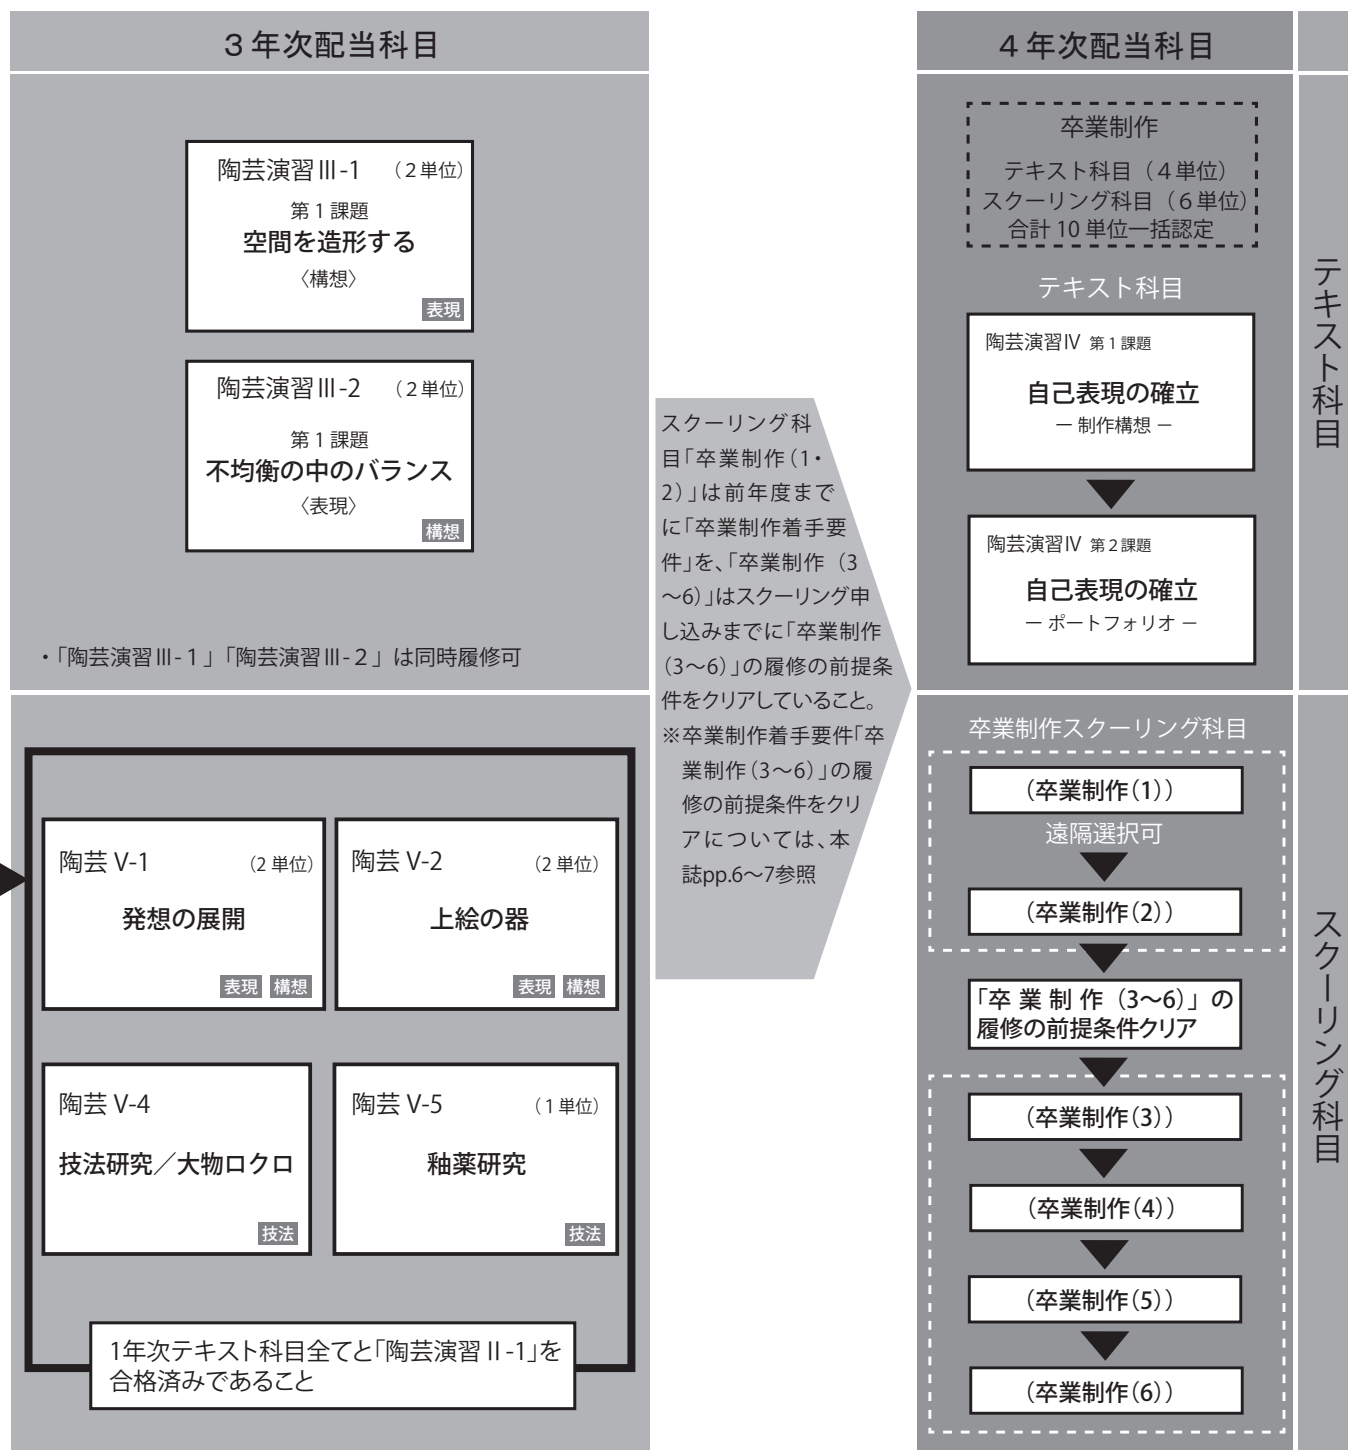 3年次配当科目
陶芸演習Ⅲ-1 （2単位）
第1課題
空間を造形する
〈構想〉
表現
陶芸演習Ⅲ-2 （2単位）
第1課題
不均衡の中のバランス
〈表現〉
構想
・「陶芸演習Ⅲ-1」「陶芸演習Ⅲ-2」は同時履修可
陶芸 V-1 （2単位）
発想の展開
表現 構想
陶芸 V-2 （2単位）
上絵の器
表現 構想
陶芸 V-4
技法研究／大物ロクロ
技法
陶芸 V-5 （1単位）
釉薬研究
技法
1年次テキスト科目全てと「陶芸演習Ⅱ-1」を
合格済みであること
スクーリング科
目「卒業制作（1・
2）」は前年度まで
に「卒業制作着手要
件」を、「卒業制作（3
～6）」はスクーリング申
し込みまでに「卒業制作
（3～6）」の履修の前提条
件をクリアしていること。
※卒業制作着手要件「卒
業制作（3～6）」の履
修の前提条件をクリ
アについては、本
誌pp.6～7参照
4年次配当科目
卒業制作
テキスト科目（4単位）
スクーリング科目（6単位）
合計10単位一括認定
テキスト科目
陶芸演習Ⅳ 第1課題
自己表現の確立
－ 制作構想 －
陶芸演習Ⅳ 第2課題
自己表現の確立
－ ポートフォリオ －
卒業制作スクーリング科目
（卒業制作（1））
遠隔選択可
（卒業制作（2））
「卒業制作（3～6）」の
履修の前提条件クリア
（卒業制作（3））
（卒業制作（4））
（卒業制作（5））
（卒業制作（6））
テキスト科目
スクーリング科目